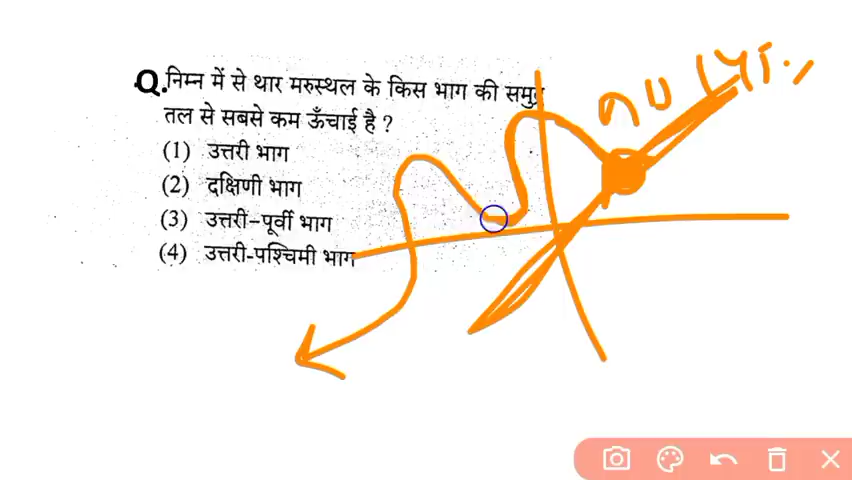 Q. निम्न में से थार मरुस्थल के किस भाग की समुद्र
तल से सबसे कम ऊँचाई है ?
(1) उत्तरी भाग
(2) दक्षिणी भाग
(3) उत्तरी-पूर्वी भाग
(4) उत्तरी-पश्चिमी भाग